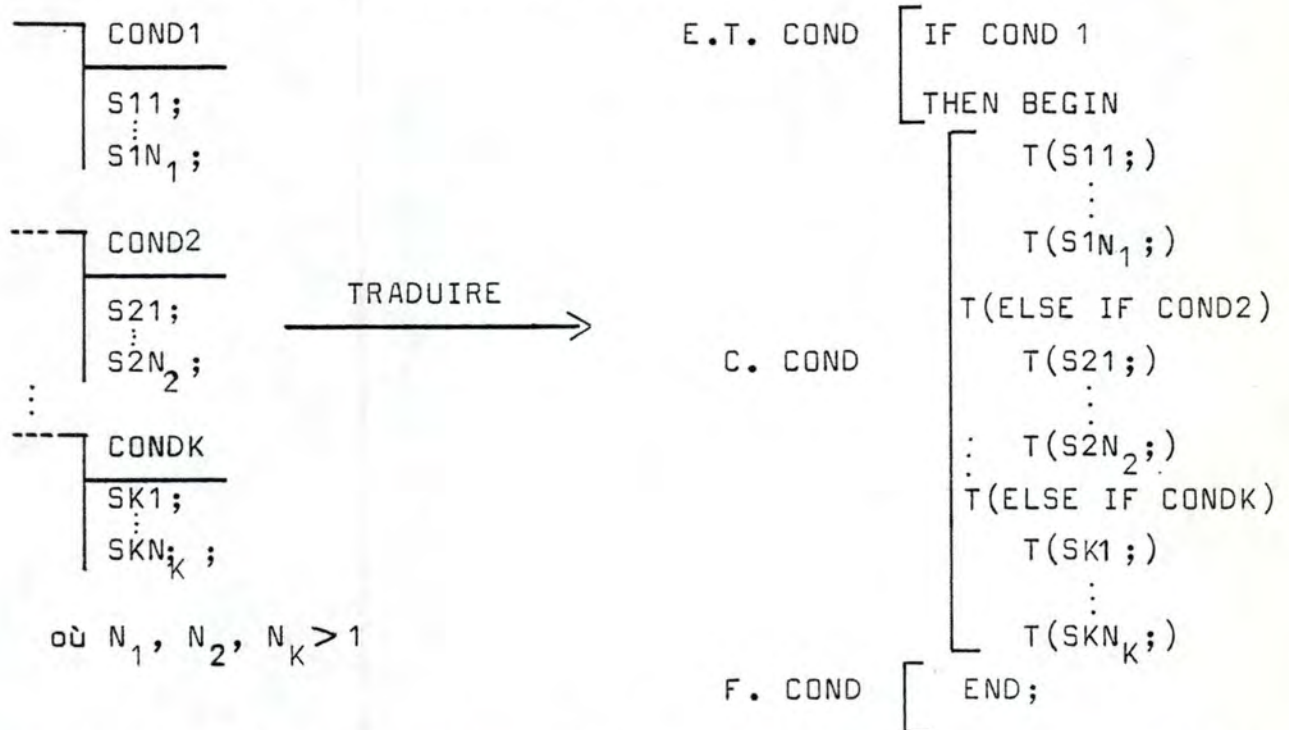 COND1
S11;
S1N1;
COND2
S21;
S2N2;
CONDK
SK1;
SKNK;
où N1, N2, NK > 1
TRADUIRE
E.T. COND
IF COND 1
THEN BEGIN
C. COND
T(S11;)
T(S1N1;)
T(ELSE IF COND2)
T(S21;)
T(S2N2;)
T(ELSE IF CONDK)
T(SK1;)
T(SKNK;)
F. COND
END;